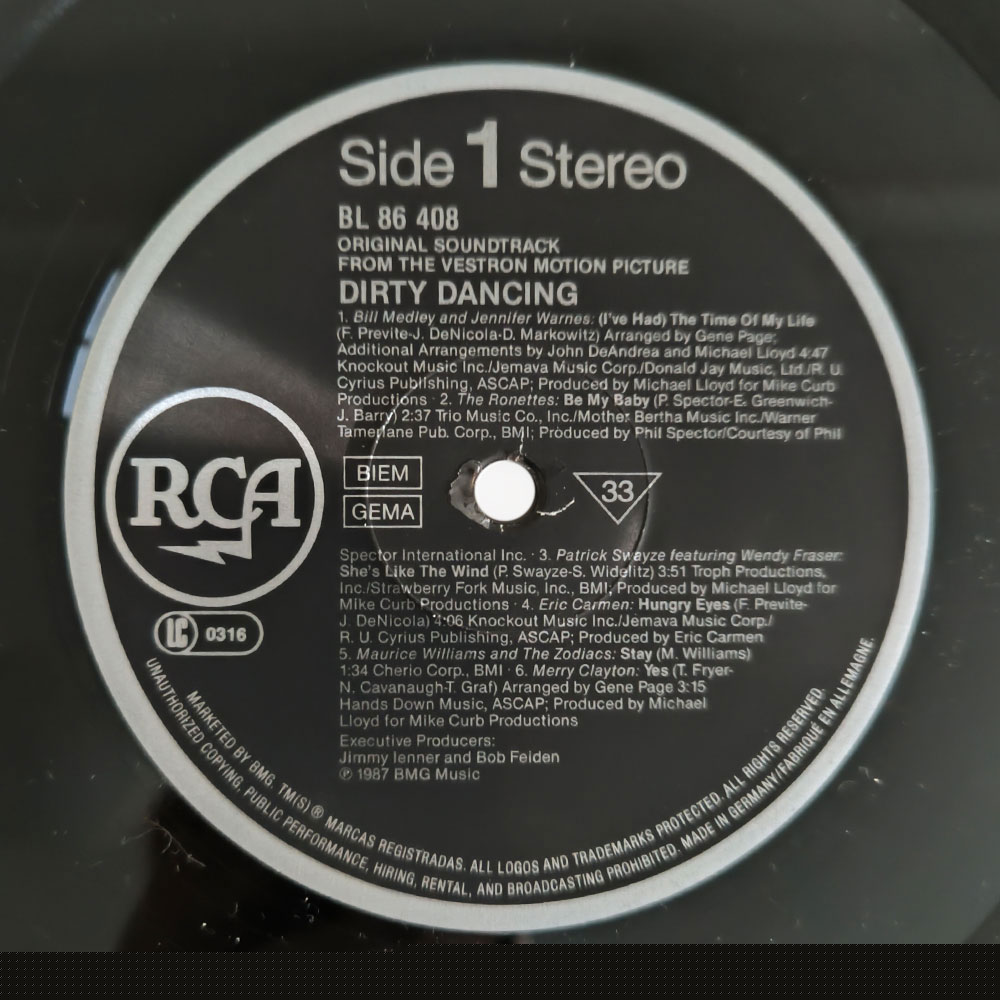 Side 1 Stereo
BL 86 408
ORIGINAL SOUNDTRACK
FROM THE VESTRON MOTION PICTURE
DIRTY DANCING
1. Bill Medley and Jennifer Warnes: (I've Had) The Time Of My Life
(F. Previte-J. DeNicola-D. Markowitz) Arranged by Gene Page;
Additional Arrangements by John DeAndrea and Michael Lloyd 4:47
Knockout Music Inc./Jemava Music Corp./Donald Jay Music, Ltd./R. U.
Cyrius Publishing, ASCAP; Produced by Michael Lloyd for Mike Curb
Productions · 2. The Ronettes: Be My Baby (P. Spector-E. Greenwich-
J. Barry) 2:37 Trio Music Co., Inc./Mother Bertha Music Inc./Warner
Tamerlane Pub. Corp., BMI; Produced by Phil Spector/Courtesy of Phil
RCA
BIEM
GEMA
33
Spector International Inc. · 3. Patrick Swayze featuring Wendy Fraser:
She's Like The Wind (P. Swayze-S. Widelitz) 3:51 Troph Productions,
Inc./Strawberry Fork Music, Inc., BMI; Produced by Michael Lloyd for
Mike Curb Productions · 4. Eric Carmen: Hungry Eyes (F. Previte-
J. DeNicola) 4:06 Knockout Music Inc./Jemava Music Corp./
R. U. Cyrius Publishing, ASCAP; Produced by Eric Carmen
5. Maurice Williams and The Zodiacs: Stay (M. Williams)
1:34 Cherio Corp., BMI · 6. Merry Clayton: Yes (T. Fryer-
N. Cavanaugh-T. Graf) Arranged by Gene Page 3:15
Hands Down Music, ASCAP; Produced by Michael
Lloyd for Mike Curb Productions
Executive Producers:
Jimmy Ienner and Bob Feiden
℗ 1987 BMG Music
LC 0316
MARKETED BY BMG. TM(S) ® MARCAS REGISTRADAS. ALL LOGOS AND TRADEMARKS PROTECTED. ALL RIGHTS RESERVED.
UNAUTHORIZED COPYING, PUBLIC PERFORMANCE, HIRING, RENTAL, AND BROADCASTING PROHIBITED. MADE IN GERMANY/FABRIQUÉ EN ALLEMAGNE.